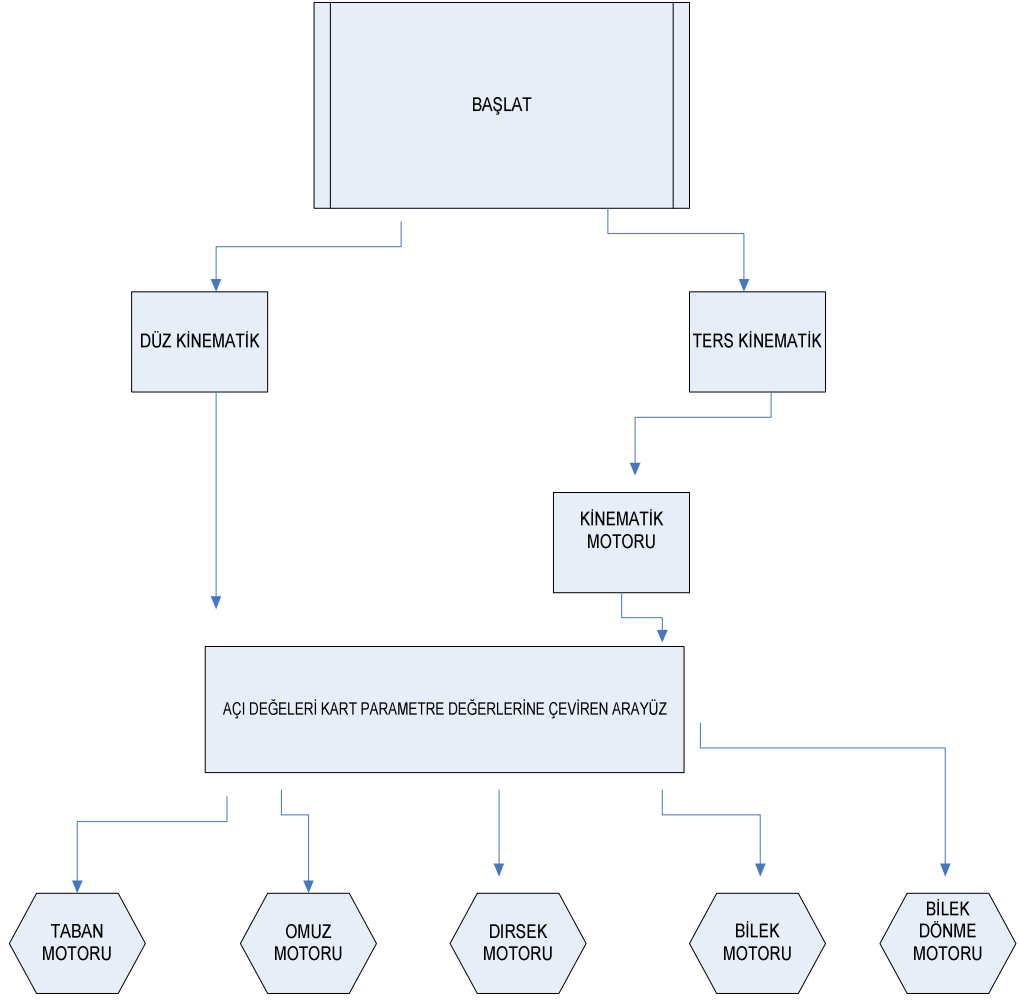 BAŞLAT
DÜZ KİNEMATİK
TERS KİNEMATİK
KİNEMATİK
MOTORU
AÇI DEĞELERİ KART PARAMETRE DEĞERLERİNE ÇEVİREN ARAYÜZ
TABAN
MOTORU
OMUZ
MOTORU
DIRSEK
MOTORU
BİLEK
MOTORU
BİLEK
DÖNME
MOTORU